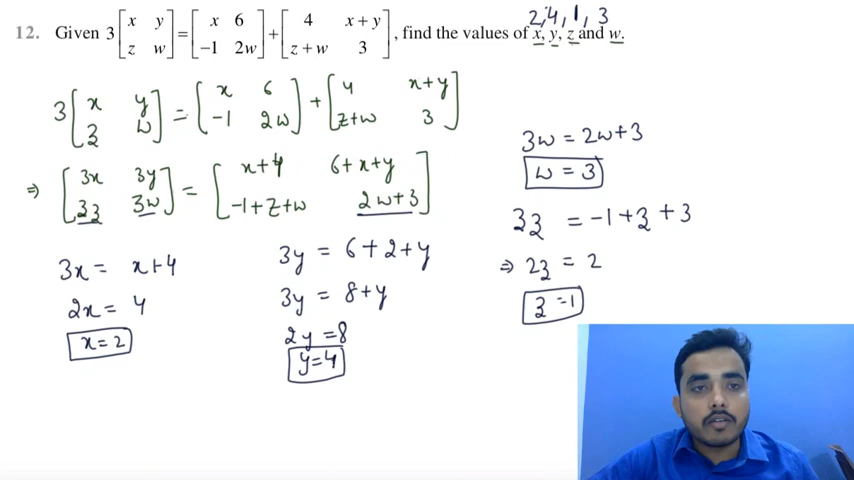 2, 4, 1, 3
12. Given 3 [x y; z w] = [x 6; −1 2w] + [4 x + y; z + w 3], find the values of x, y, z and w.
3 [x y; z w] = [x 6; −1 2w] + [4 x+y; z+w 3]
⇒ [3x 3y; 3z 3w] = [x+4 6+x+y; −1+z+w 2w+3]
3x = x+4
2x = 4
x = 2
3y = 6+2+y
3y = 8+y
2y = 8
y = 4
3w = 2w+3
w = 3
3z = −1+z+3
⇒ 2z = 2
z = 1